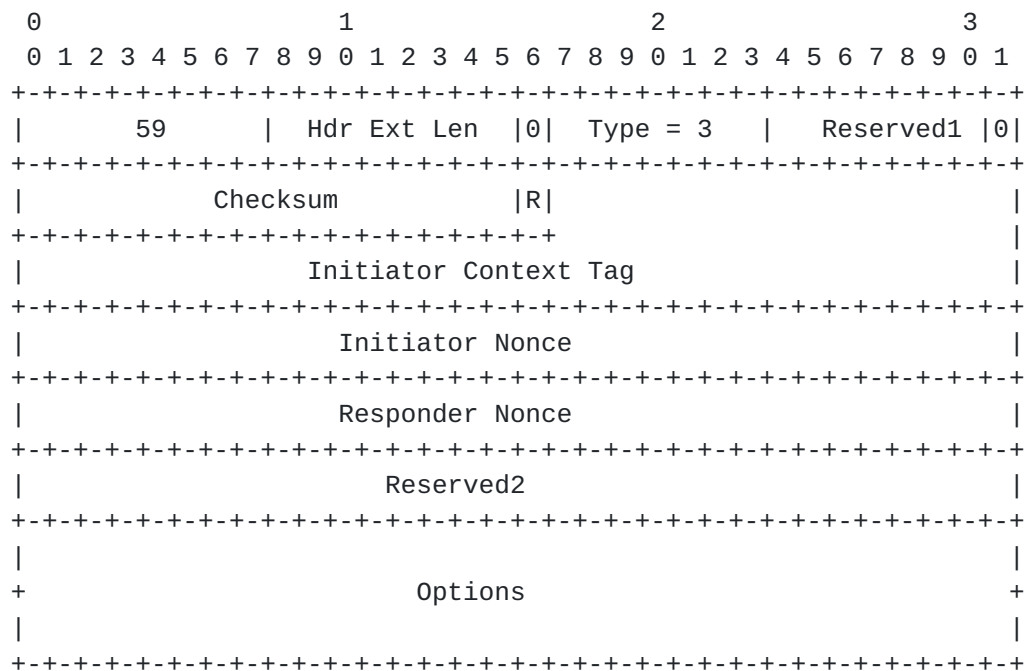 0                   1                   2                   3
 0 1 2 3 4 5 6 7 8 9 0 1 2 3 4 5 6 7 8 9 0 1 2 3 4 5 6 7 8 9 0 1
+-+-+-+-+-+-+-+-+-+-+-+-+-+-+-+-+-+-+-+-+-+-+-+-+-+-+-+-+-+-+-+-+
|       59      |  Hdr Ext Len  |0|  Type = 3   |   Reserved1 |0|
+-+-+-+-+-+-+-+-+-+-+-+-+-+-+-+-+-+-+-+-+-+-+-+-+-+-+-+-+-+-+-+-+
|            Checksum           |R|                             |
+-+-+-+-+-+-+-+-+-+-+-+-+-+-+-+-+-+                             |
|                  Initiator Context Tag                        |
+-+-+-+-+-+-+-+-+-+-+-+-+-+-+-+-+-+-+-+-+-+-+-+-+-+-+-+-+-+-+-+-+
|                    Initiator Nonce                            |
+-+-+-+-+-+-+-+-+-+-+-+-+-+-+-+-+-+-+-+-+-+-+-+-+-+-+-+-+-+-+-+-+
|                    Responder Nonce                            |
+-+-+-+-+-+-+-+-+-+-+-+-+-+-+-+-+-+-+-+-+-+-+-+-+-+-+-+-+-+-+-+-+
|                       Reserved2                               |
+-+-+-+-+-+-+-+-+-+-+-+-+-+-+-+-+-+-+-+-+-+-+-+-+-+-+-+-+-+-+-+-+
|                                                               |
+                         Options                               +
|                                                               |
+-+-+-+-+-+-+-+-+-+-+-+-+-+-+-+-+-+-+-+-+-+-+-+-+-+-+-+-+-+-+-+-+